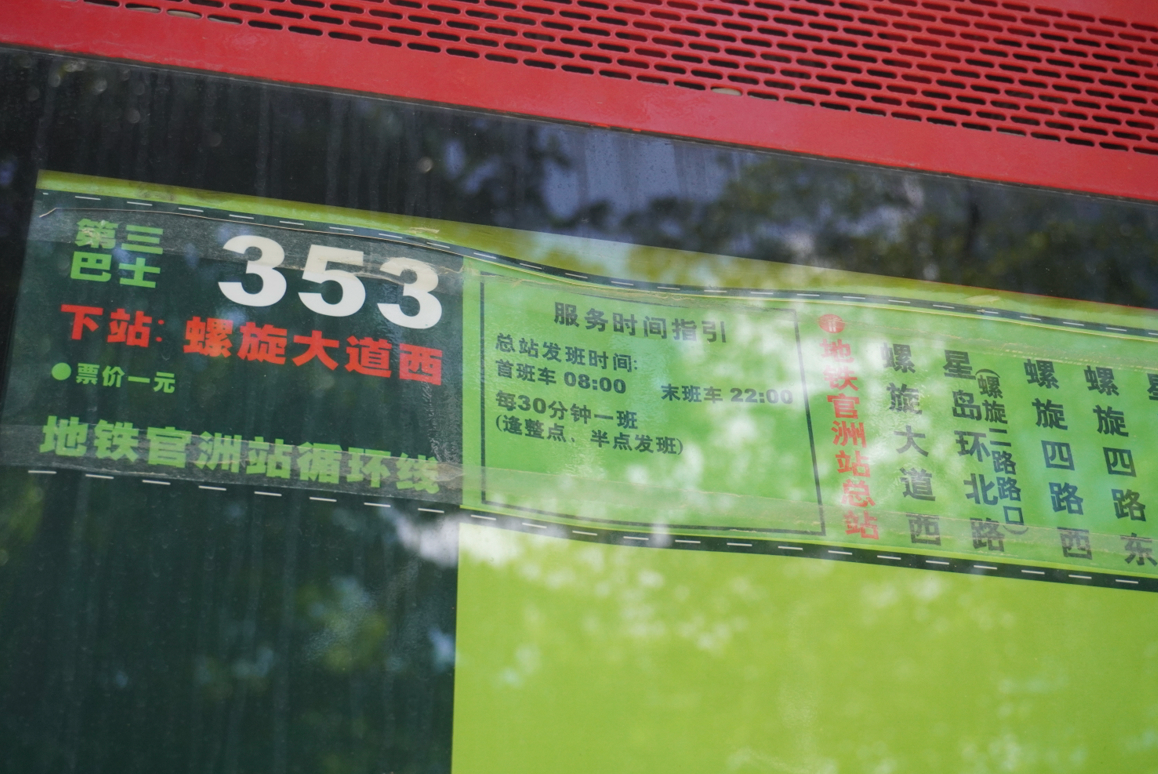 第三
巴士
353
下站：螺旋大道西
●票价一元
地铁官洲站循环线
服务时间指引
总站发班时间：
首班车 08:00 末班车 22:00
每30分钟一班
(逢整点、半点发班)
地铁官洲站总站
螺旋大道西
星岛环北路
(螺旋二路路口)
螺旋四路西
螺旋四路东